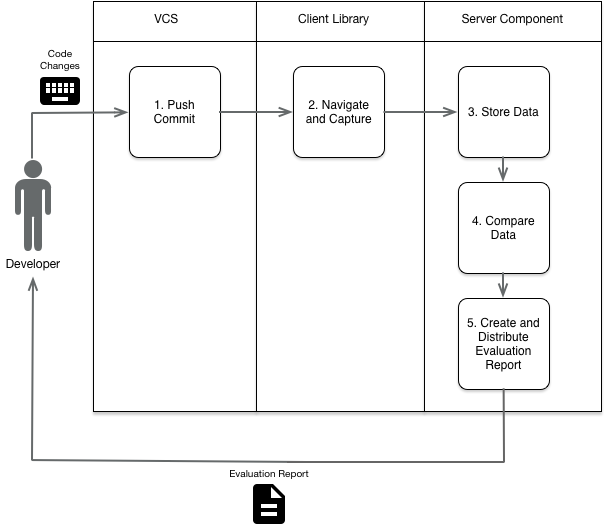 VCS
Client Library
Server Component
Code
Changes
1. Push
Commit
2. Navigate
and Capture
3. Store Data
4. Compare
Data
Developer
5. Create and
Distribute
Evaluation
Report
Evaluation Report